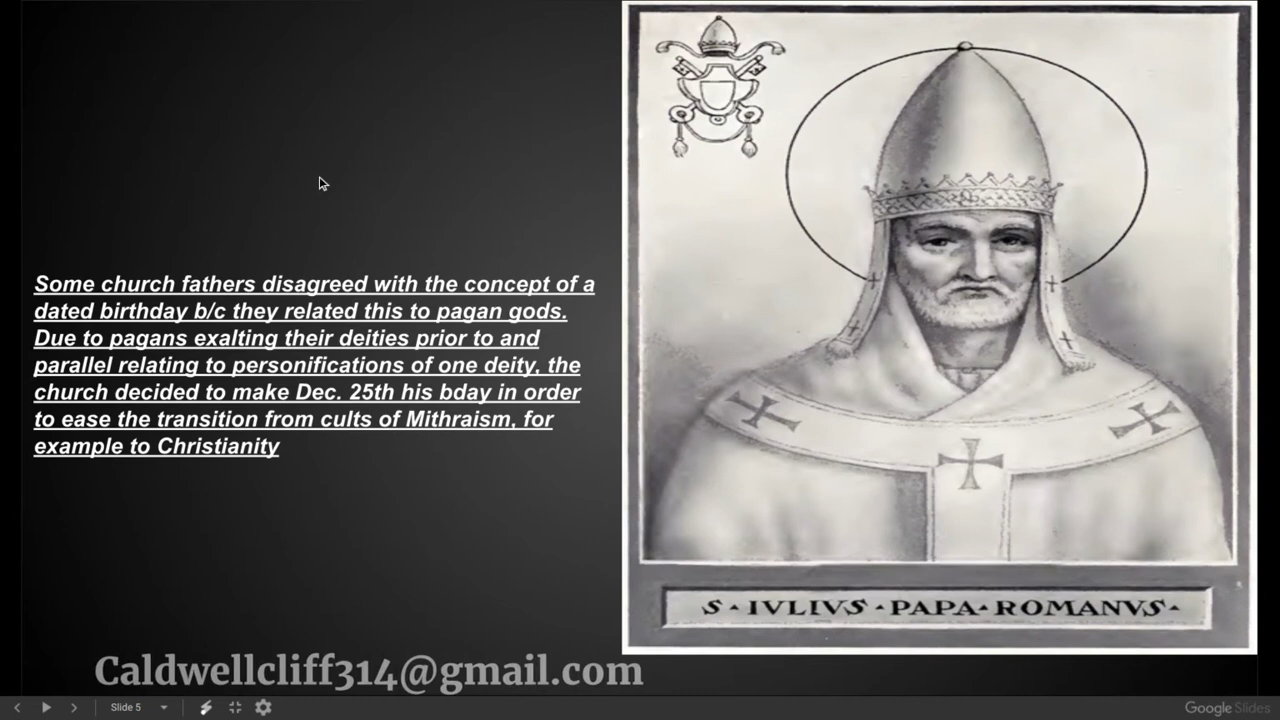 Some church fathers disagreed with the concept of a
dated birthday b/c they related this to pagan gods.
Due to pagans exalting their deities prior to and
parallel relating to personifications of one deity, the
church decided to make Dec. 25th his bday in order
to ease the transition from cults of Mithraism, for
example to Christianity
S·IVLIVS·PAPA·ROMANVS·
Caldwellcliff314@gmail.com
Slide 5
Google Slides